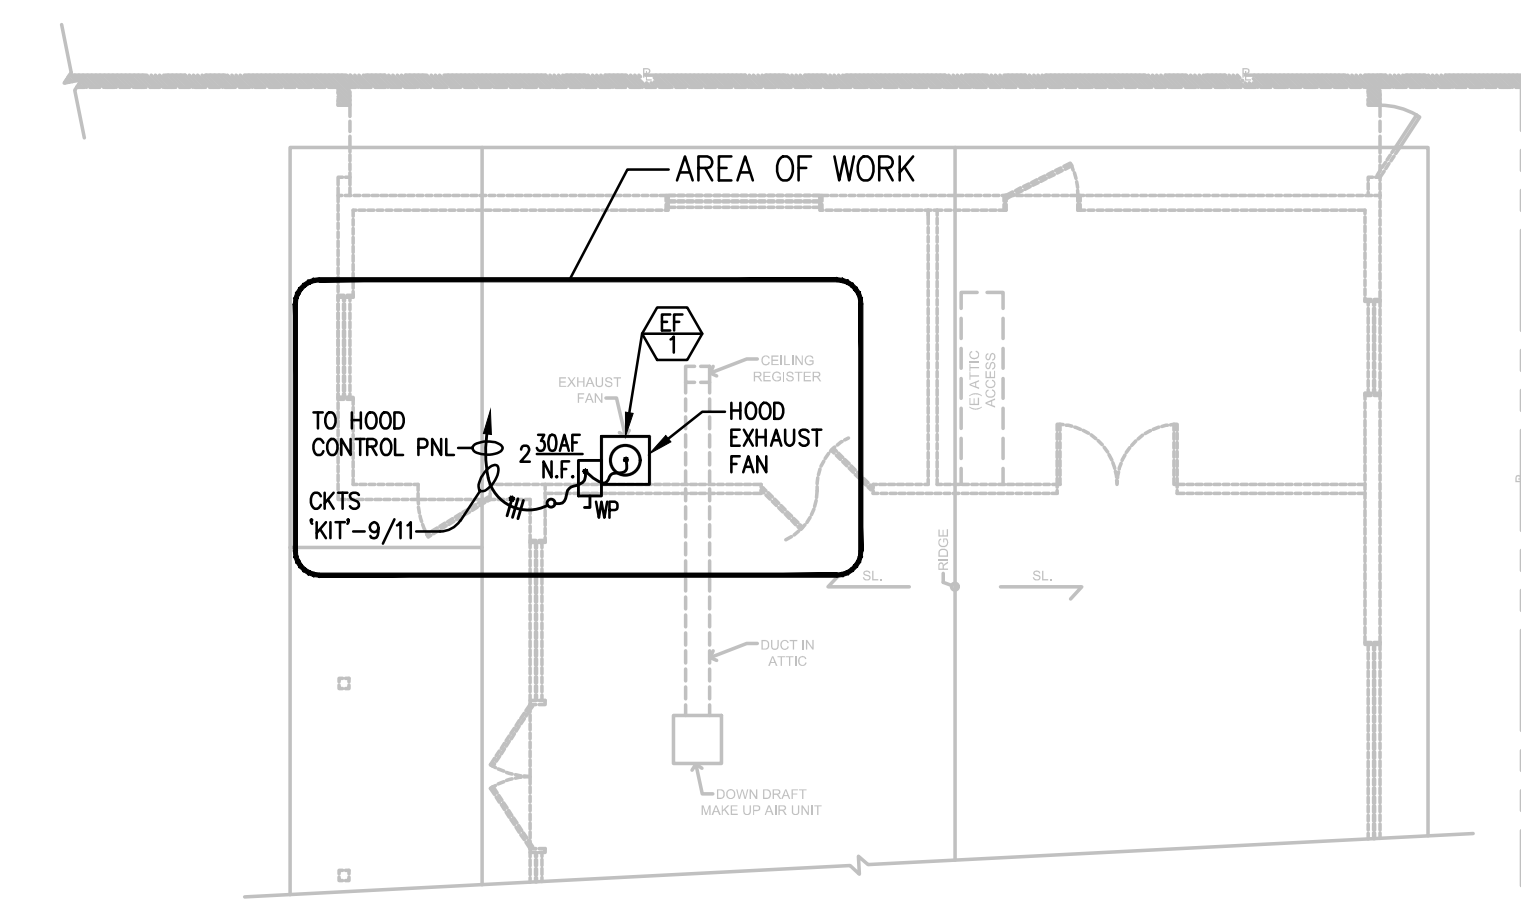 P
P
AREA OF WORK
EF
1
CEILING
REGISTER
EXHAUST
FAN
(E) ATTIC
ACCESS
TO HOOD
CONTROL PNL
2 30AF
N.F.
HOOD
EXHAUST
FAN
WP
CKTS
'KIT'-9/11
RIDGE
SL.
SL.
DUCT IN
ATTIC
DOWN DRAFT
MAKE UP AIR UNIT